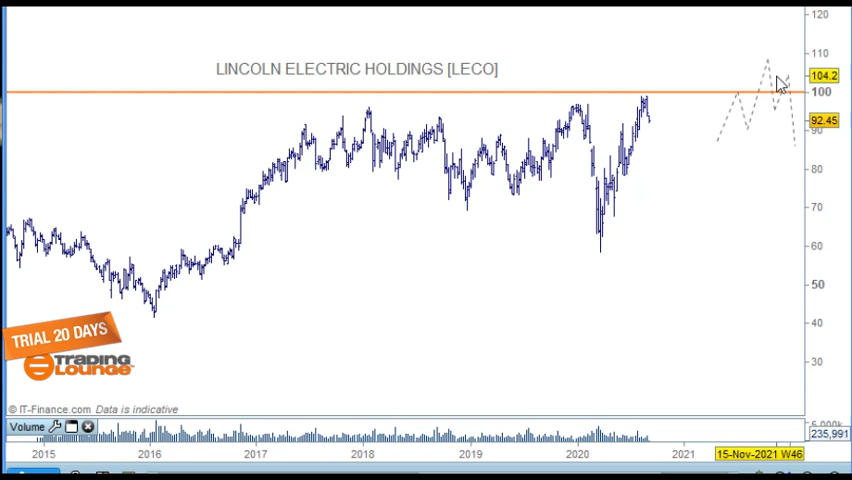 120
LINCOLN ELECTRIC HOLDINGS [LECO]
110
104.2
100
92.45
90
80
70
60
50
40
30
TRIAL 20 DAYS
TRADING
LOUNGE
© IT-Finance.com Data is indicative
Volume
5,000k
235,991
2015 2016 2017 2018 2019 2020 2021 15-Nov-2021 W46